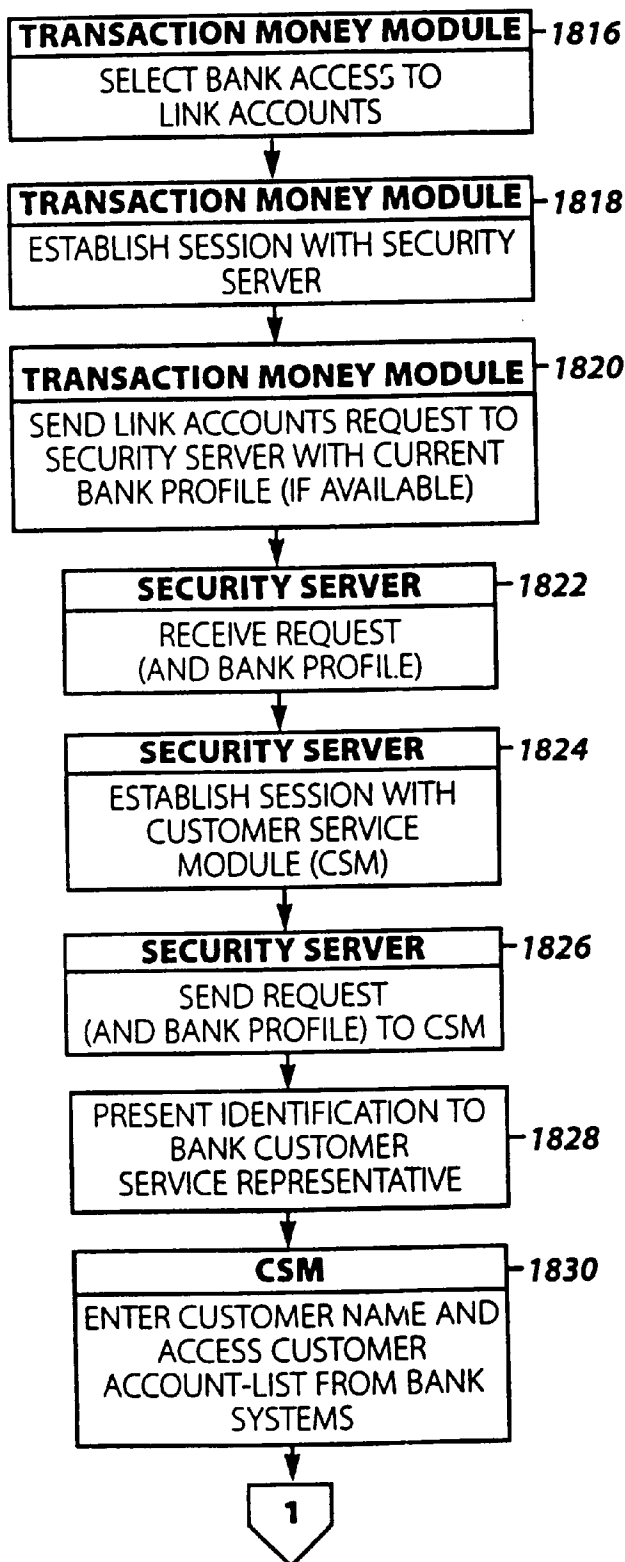 TRANSACTION MONEY MODULE 1816
SELECT BANK ACCESS TO
LINK ACCOUNTS
TRANSACTION MONEY MODULE 1818
ESTABLISH SESSION WITH SECURITY
SERVER
TRANSACTION MONEY MODULE 1820
SEND LINK ACCOUNTS REQUEST TO
SECURITY SERVER WITH CURRENT
BANK PROFILE (IF AVAILABLE)
SECURITY SERVER 1822
RECEIVE REQUEST
(AND BANK PROFILE)
SECURITY SERVER 1824
ESTABLISH SESSION WITH
CUSTOMER SERVICE
MODULE (CSM)
SECURITY SERVER 1826
SEND REQUEST
(AND BANK PROFILE) TO CSM
PRESENT IDENTIFICATION TO
BANK CUSTOMER 1828
SERVICE REPRESENTATIVE
CSM 1830
ENTER CUSTOMER NAME AND
ACCESS CUSTOMER
ACCOUNT-LIST FROM BANK
SYSTEMS
1